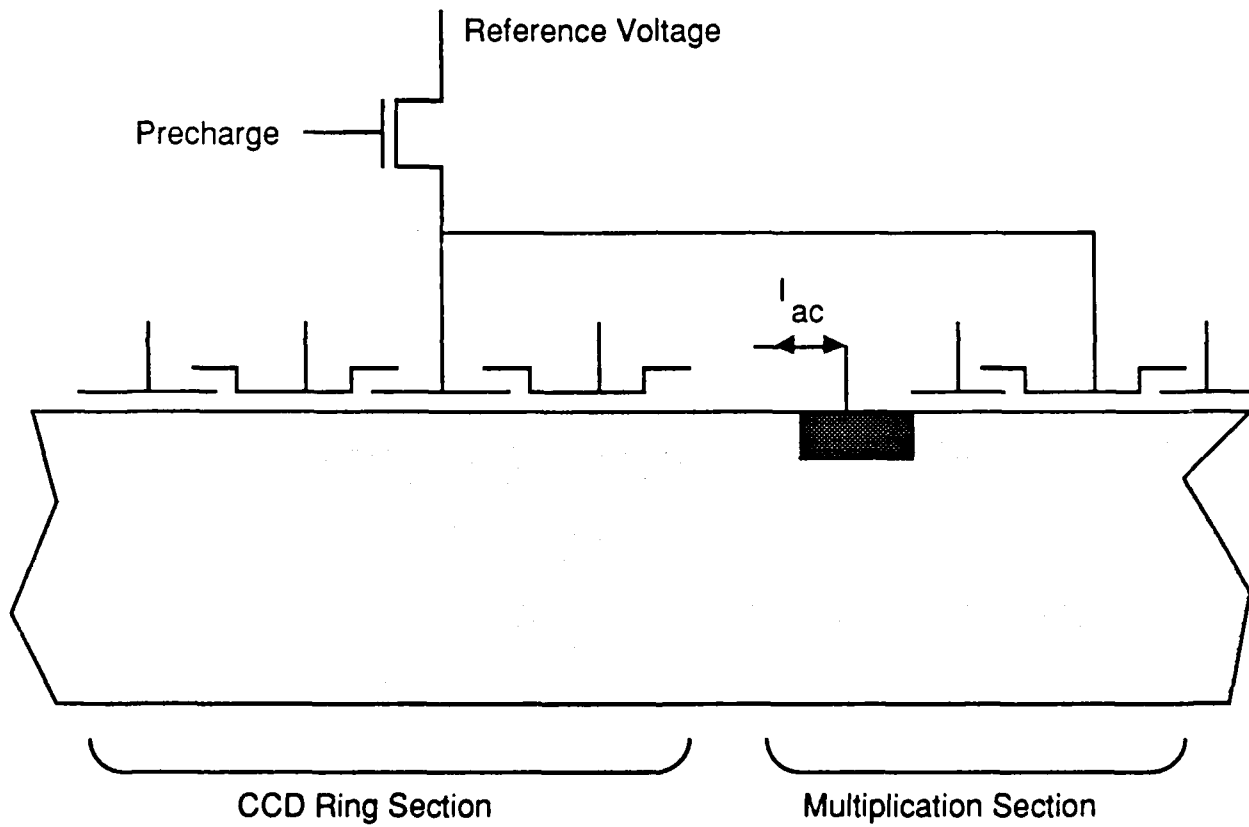 Reference Voltage
Precharge
I
ac
CCD Ring Section
Multiplication Section